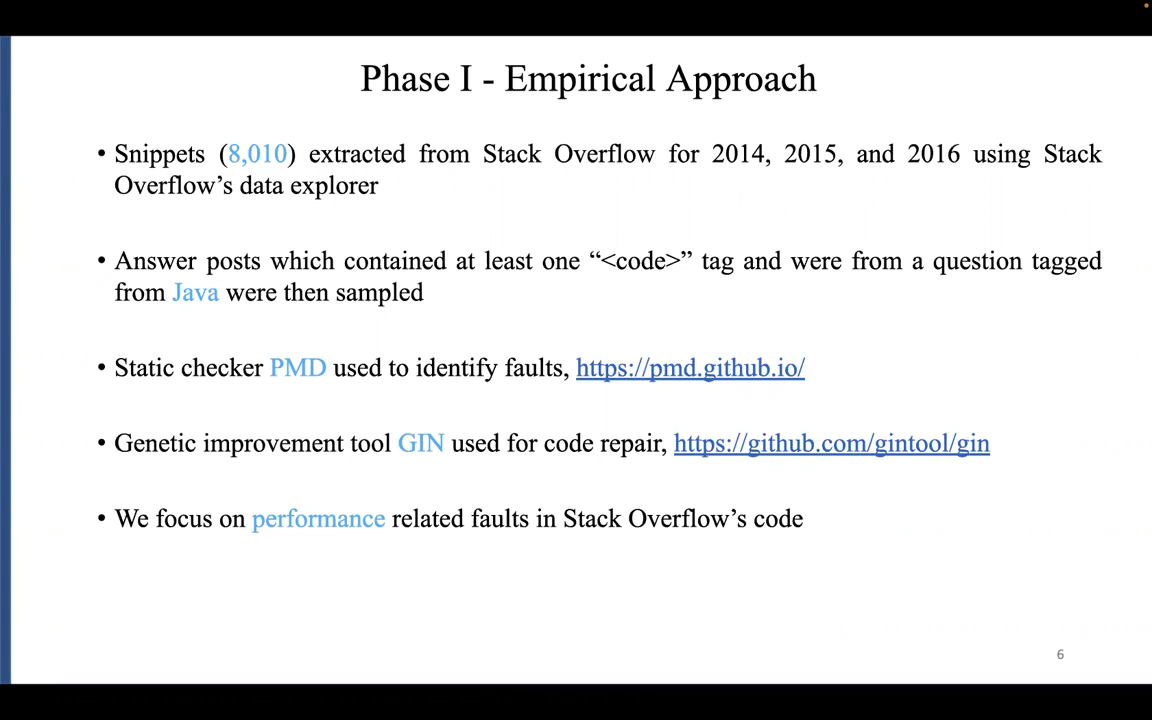 Phase I - Empirical Approach
• Snippets (8,010) extracted from Stack Overflow for 2014, 2015, and 2016 using Stack
Overflow’s data explorer
• Answer posts which contained at least one “<code>” tag and were from a question tagged
from Java were then sampled
• Static checker PMD used to identify faults, https://pmd.github.io/
• Genetic improvement tool GIN used for code repair, https://github.com/gintool/gin
• We focus on performance related faults in Stack Overflow’s code
6